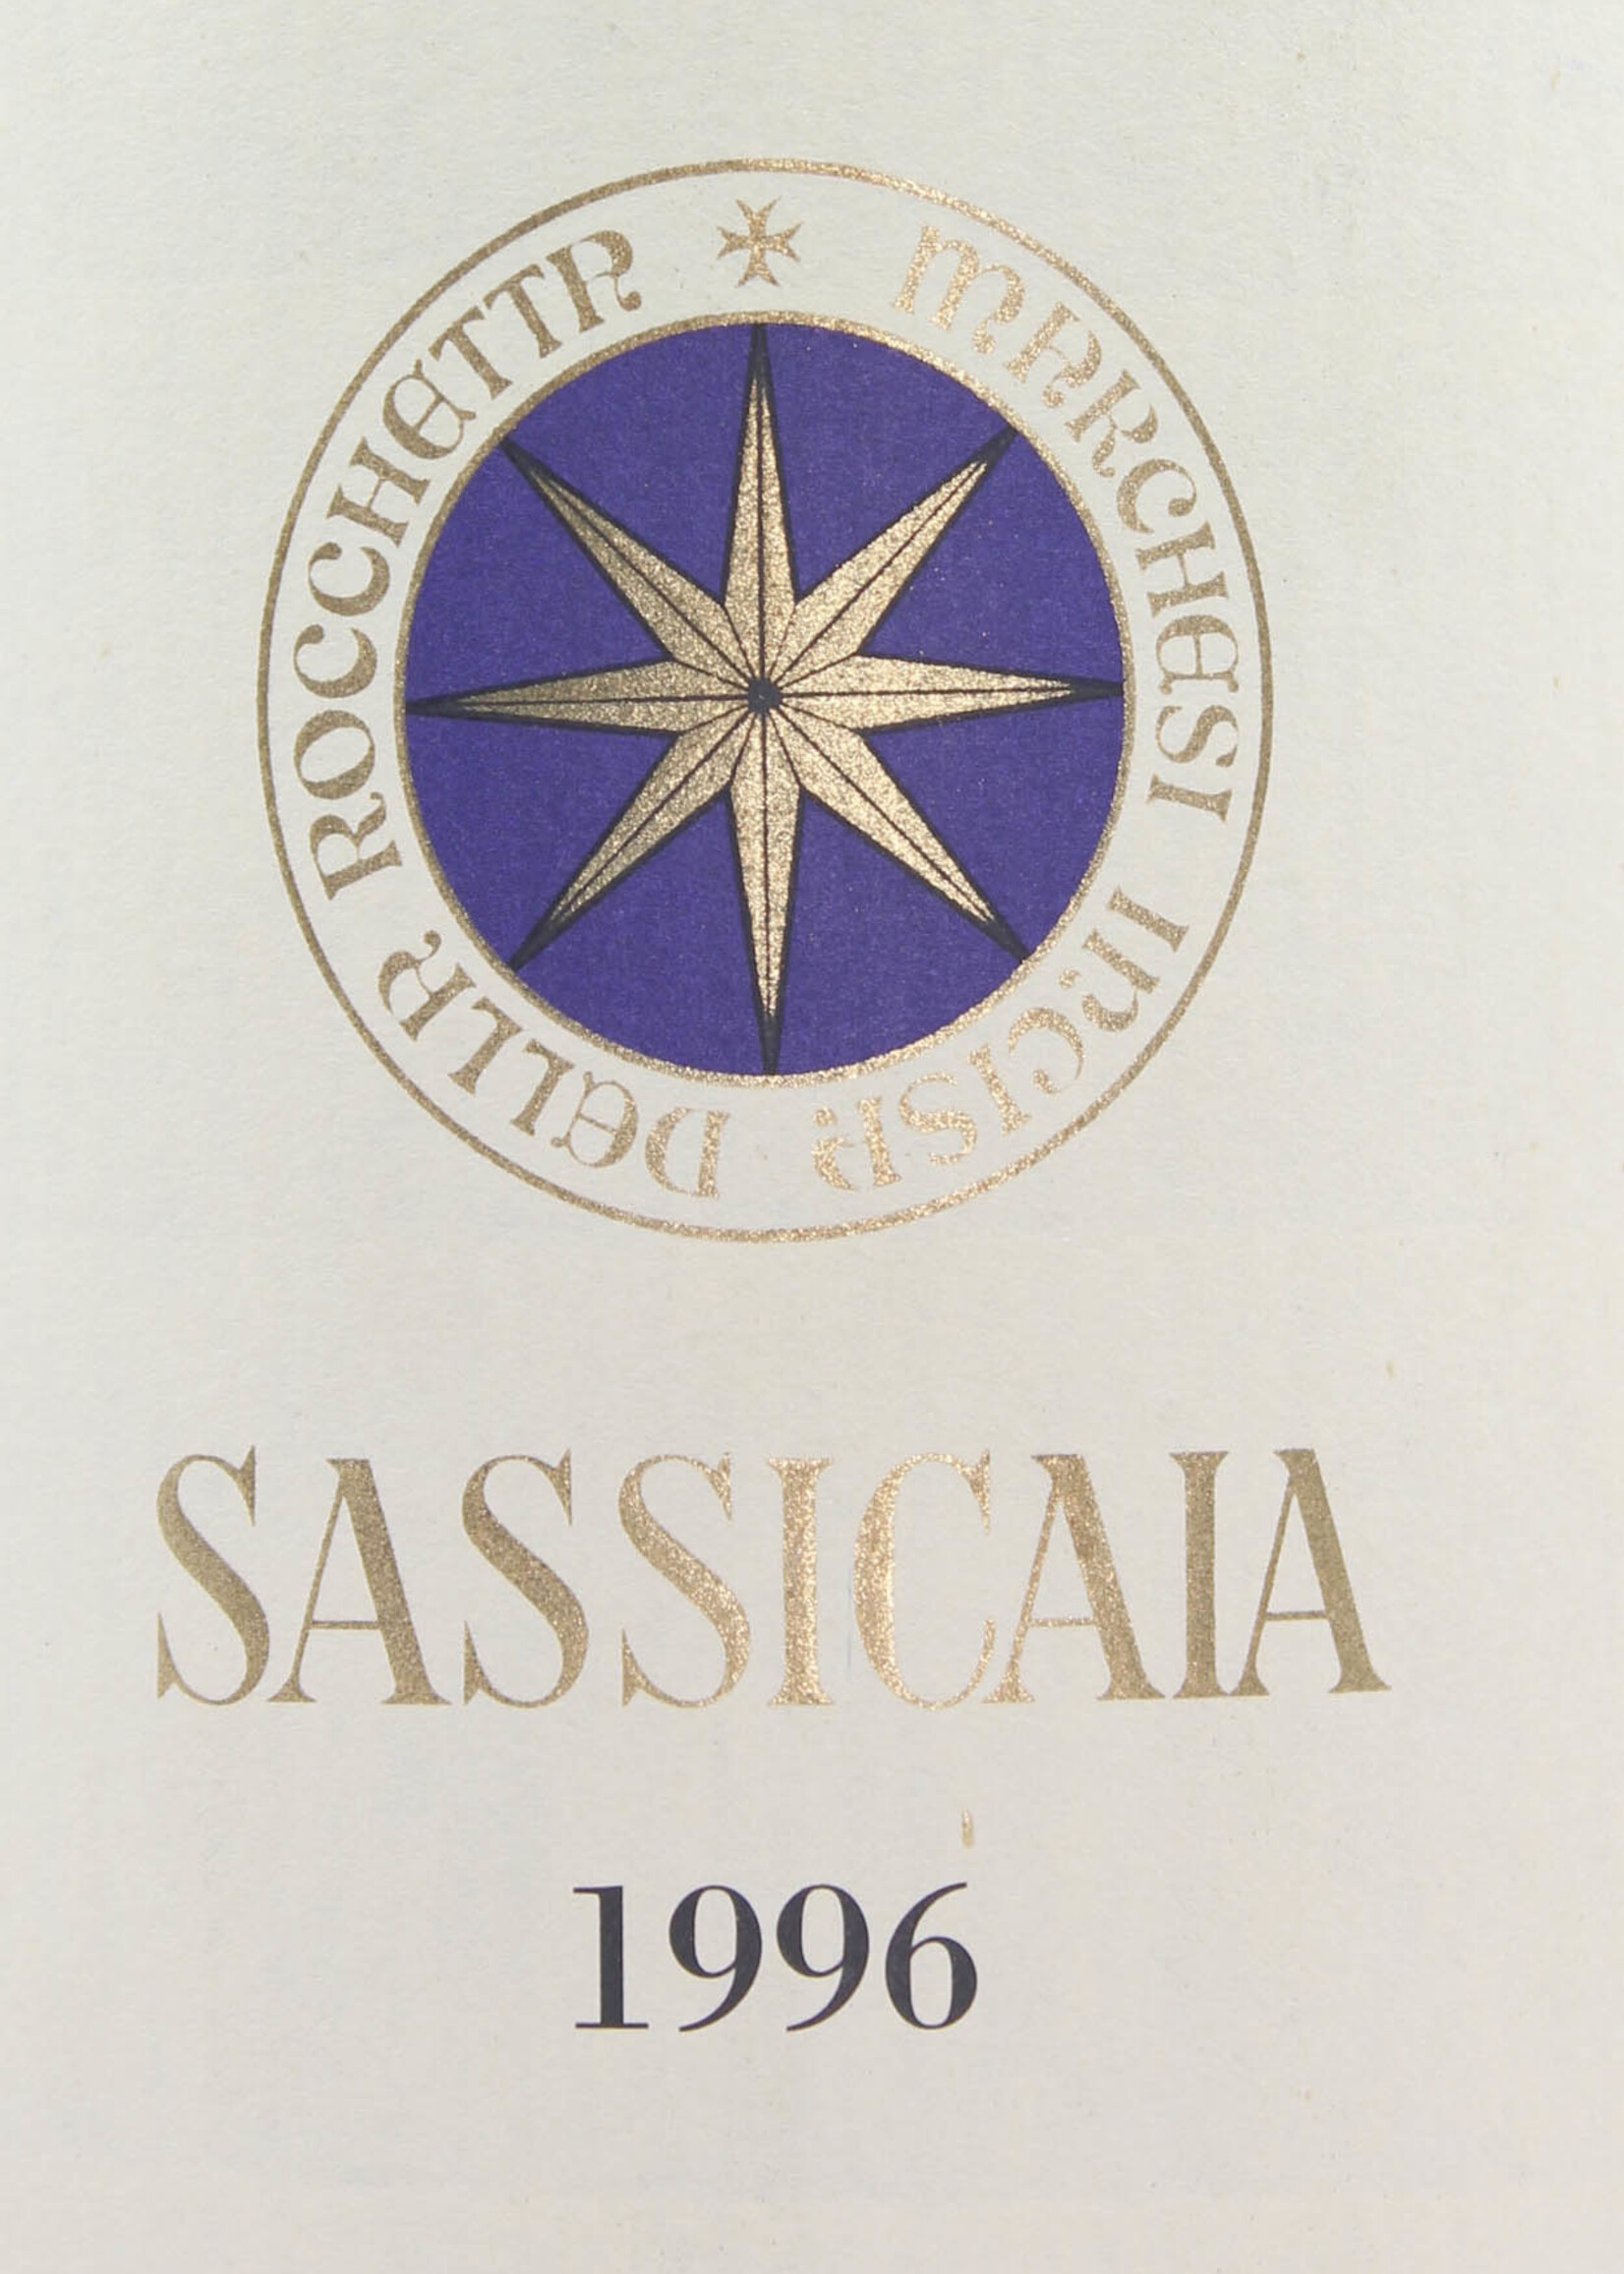 MARCHESI INCISA DELLA ROCCHETTA
SASSICAIA
1996